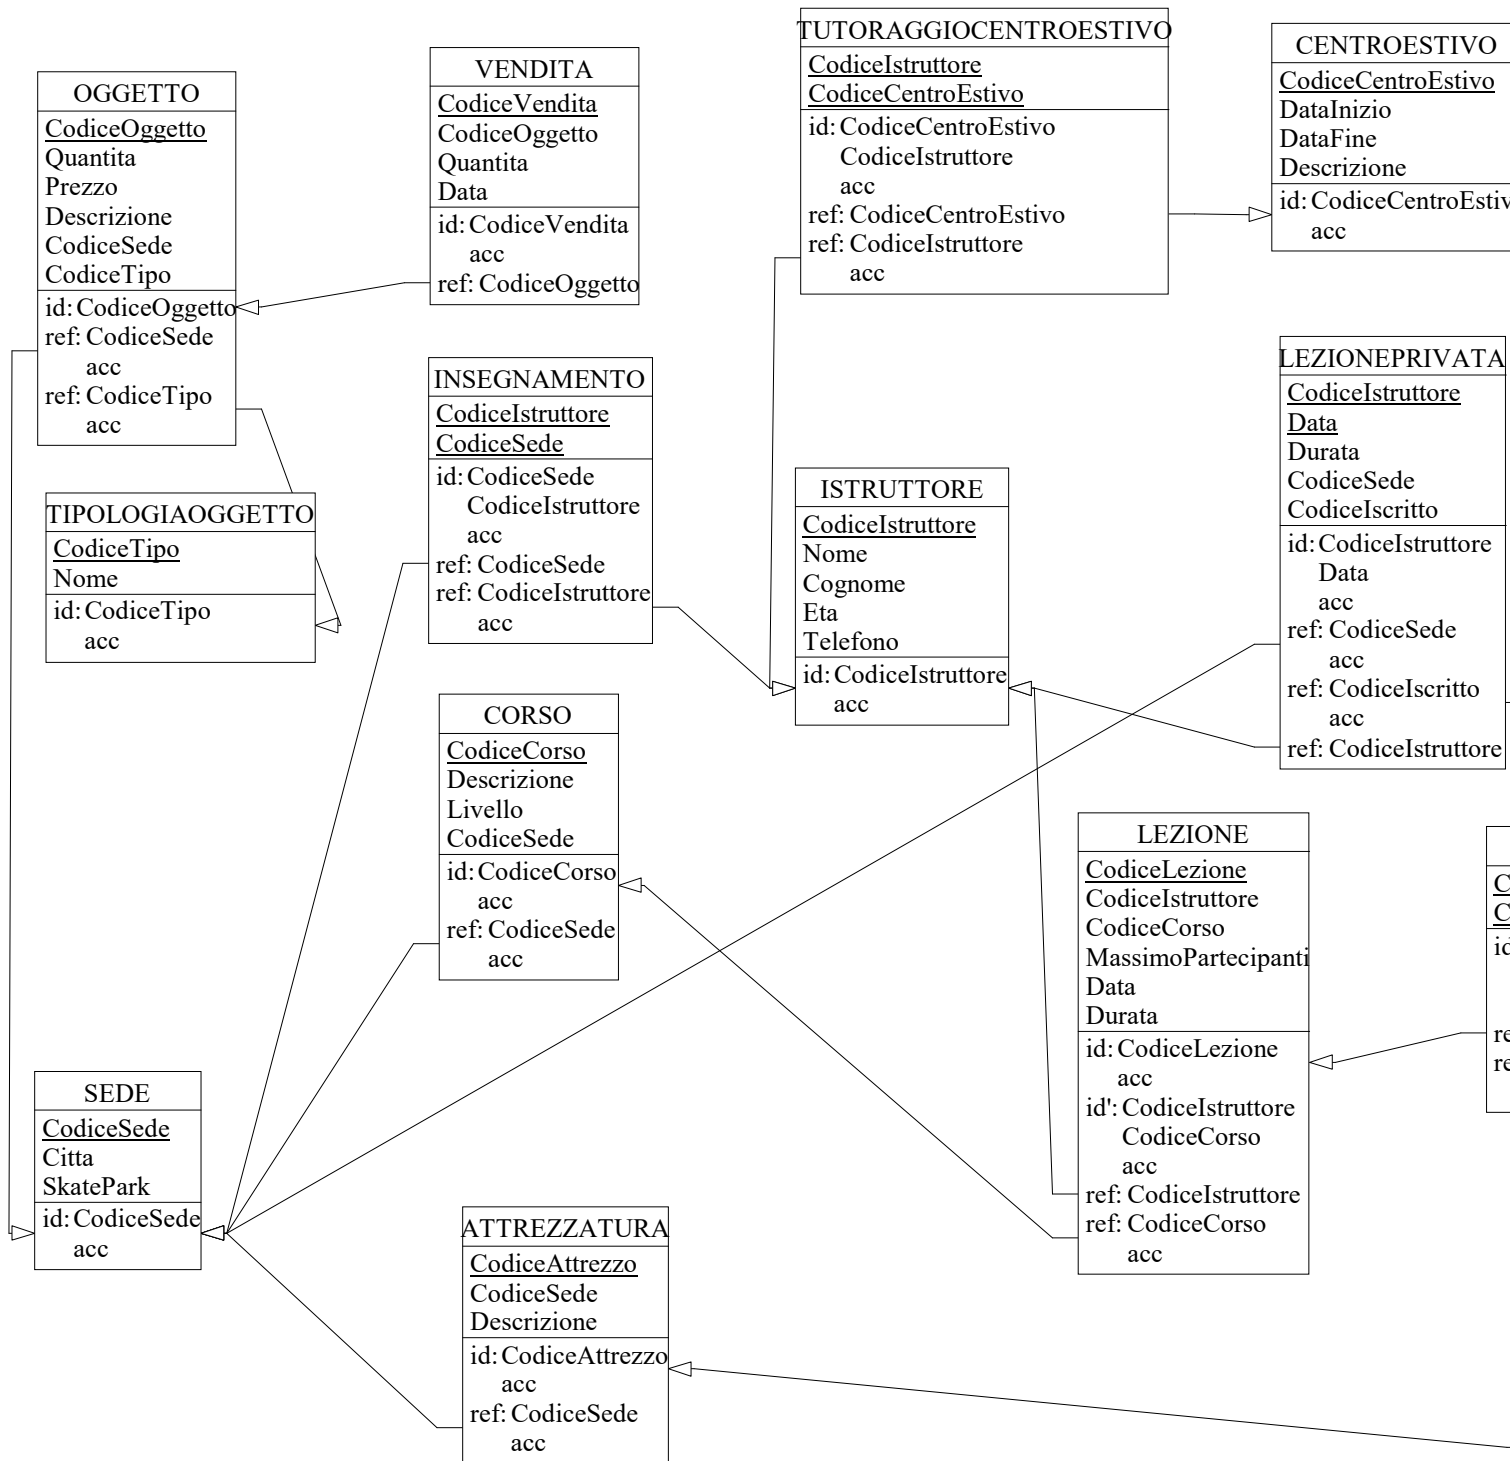 OGGETTO
CodiceOggetto
Quantita
Prezzo
Descrizione
CodiceSede
CodiceTipo
id: CodiceOggetto
ref: CodiceSede
acc
ref: CodiceTipo
acc
VENDITA
CodiceVendita
CodiceOggetto
Quantita
Data
id: CodiceVendita
acc
ref: CodiceOggetto
TUTORAGGIOCENTROESTIVO
CodiceIstruttore
CodiceCentroEstivo
id: CodiceCentroEstivo
CodiceIstruttore
acc
ref: CodiceCentroEstivo
ref: CodiceIstruttore
acc
CENTROESTIVO
CodiceCentroEstivo
DataInizio
DataFine
Descrizione
id: CodiceCentroEstiv
acc
TIPOLOGIAOGGETTO
CodiceTipo
Nome
id: CodiceTipo
acc
INSEGNAMENTO
CodiceIstruttore
CodiceSede
id: CodiceSede
CodiceIstruttore
acc
ref: CodiceSede
ref: CodiceIstruttore
acc
ISTRUTTORE
CodiceIstruttore
Nome
Cognome
Eta
Telefono
id: CodiceIstruttore
acc
LEZIONEPRIVATA
CodiceIstruttore
Data
Durata
CodiceSede
CodiceIscritto
id: CodiceIstruttore
Data
acc
ref: CodiceSede
acc
ref: CodiceIscritto
acc
ref: CodiceIstruttore
CORSO
CodiceCorso
Descrizione
Livello
CodiceSede
id: CodiceCorso
acc
ref: CodiceSede
acc
LEZIONE
CodiceLezione
CodiceIstruttore
CodiceCorso
MassimoPartecipanti
Data
Durata
id: CodiceLezione
acc
id': CodiceIstruttore
CodiceCorso
acc
ref: CodiceIstruttore
ref: CodiceCorso
acc
C
C
id
re
re
SEDE
CodiceSede
Citta
SkatePark
id: CodiceSede
acc
ATTREZZATURA
CodiceAttrezzo
CodiceSede
Descrizione
id: CodiceAttrezzo
acc
ref: CodiceSede
acc